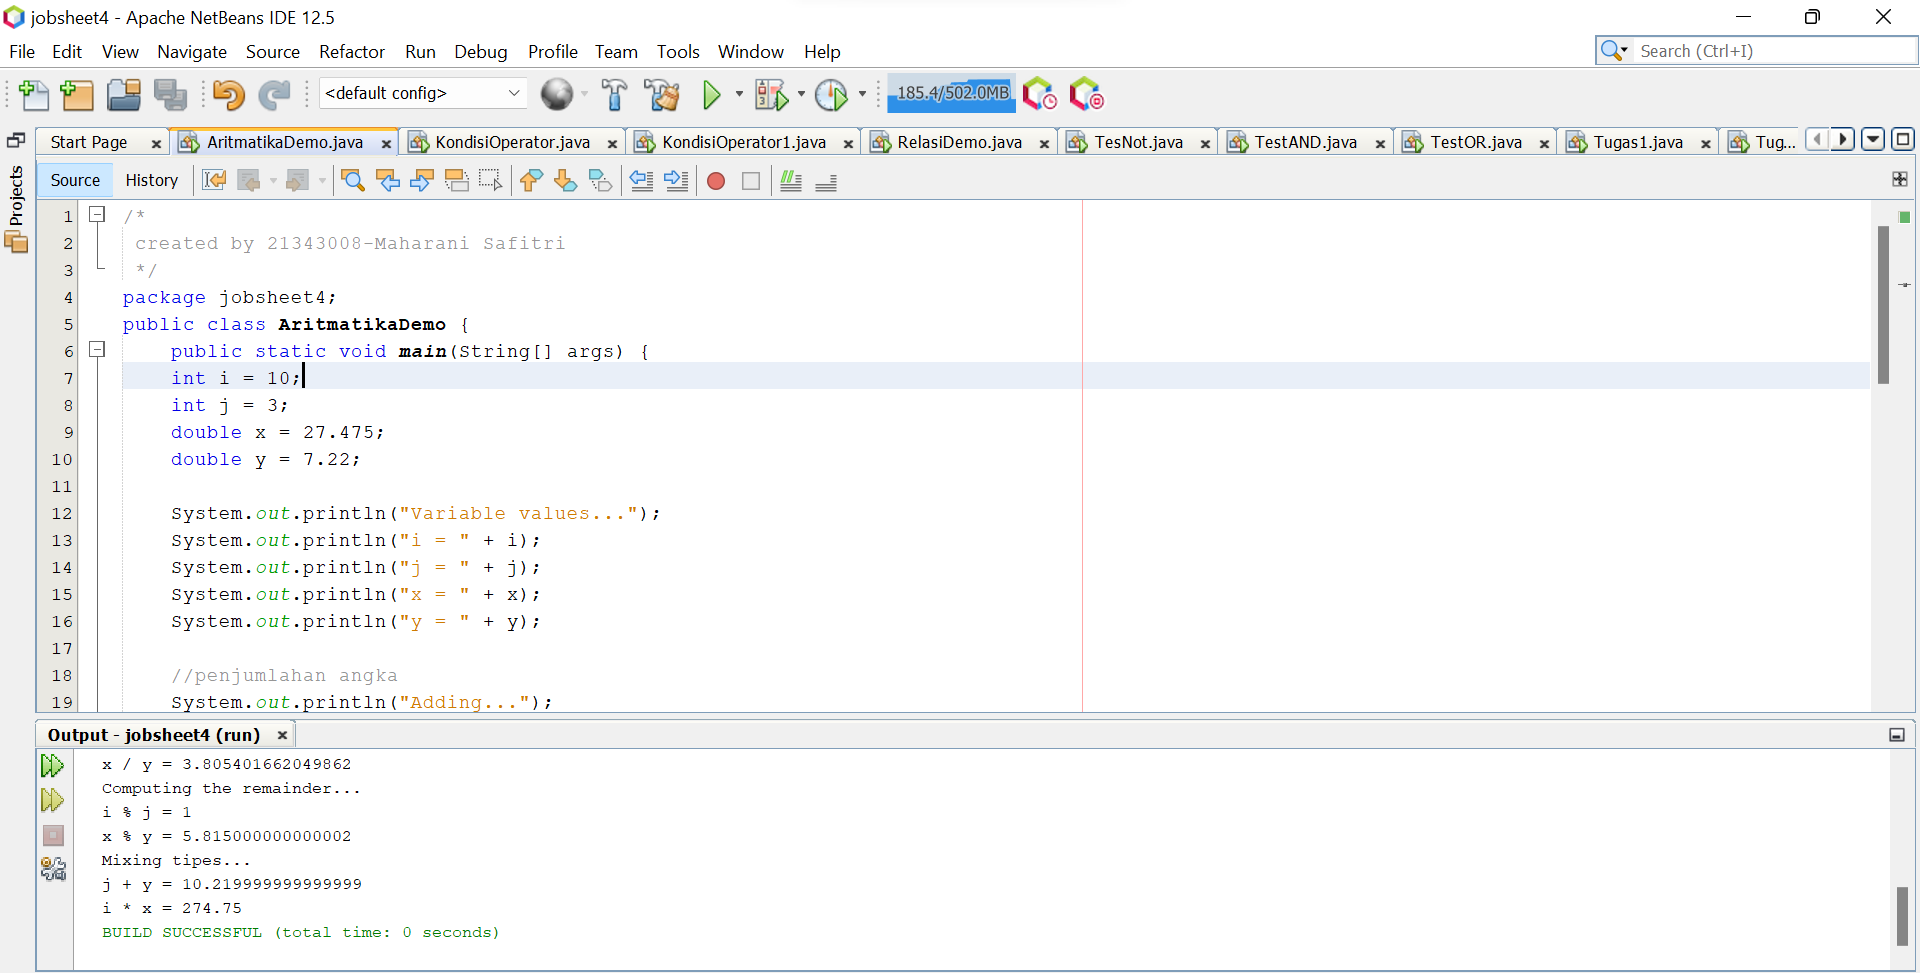 jobsheet4 - Apache NetBeans IDE 12.5
File Edit View Navigate Source Refactor Run Debug Profile Team Tools Window Help
Search (Ctrl+I)
<default config>
185.4/502.0MB
Projects
Start Page AritmatikaDemo.java KondisiOperator.java KondisiOperator1.java RelasiDemo.java TesNot.java TestAND.java TestOR.java Tugas1.java Tug...
Source History
1 /*
2 created by 21343008-Maharani Safitri
3 */
4 package jobsheet4;
5 public class AritmatikaDemo {
6 public static void main(String[] args) {
7 int i = 10;
8 int j = 3;
9 double x = 27.475;
10 double y = 7.22;
11
12 System.out.println("Variable values...");
13 System.out.println("i = " + i);
14 System.out.println("j = " + j);
15 System.out.println("x = " + x);
16 System.out.println("y = " + y);
17
18 //penjumlahan angka
19 System.out.println("Adding...");
Output - jobsheet4 (run)
x / y = 3.805401662049862
Computing the remainder...
i % j = 1
x % y = 5.815000000000002
Mixing tipes...
j + y = 10.219999999999999
i * x = 274.75
BUILD SUCCESSFUL (total time: 0 seconds)